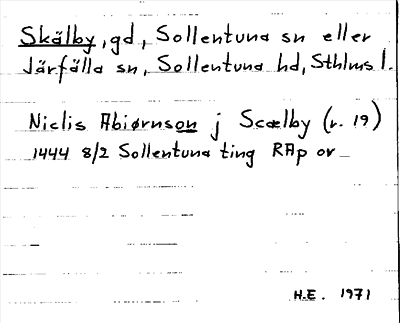 Skälby, gd, Sollentuna sn eller
Järfälla sn, Sollentuna hd, Sthlms l.
Niclis Abiørnson j Scælby (r. 19)
1444 8/2 Sollentuna ting RAp or
H.E. 1971